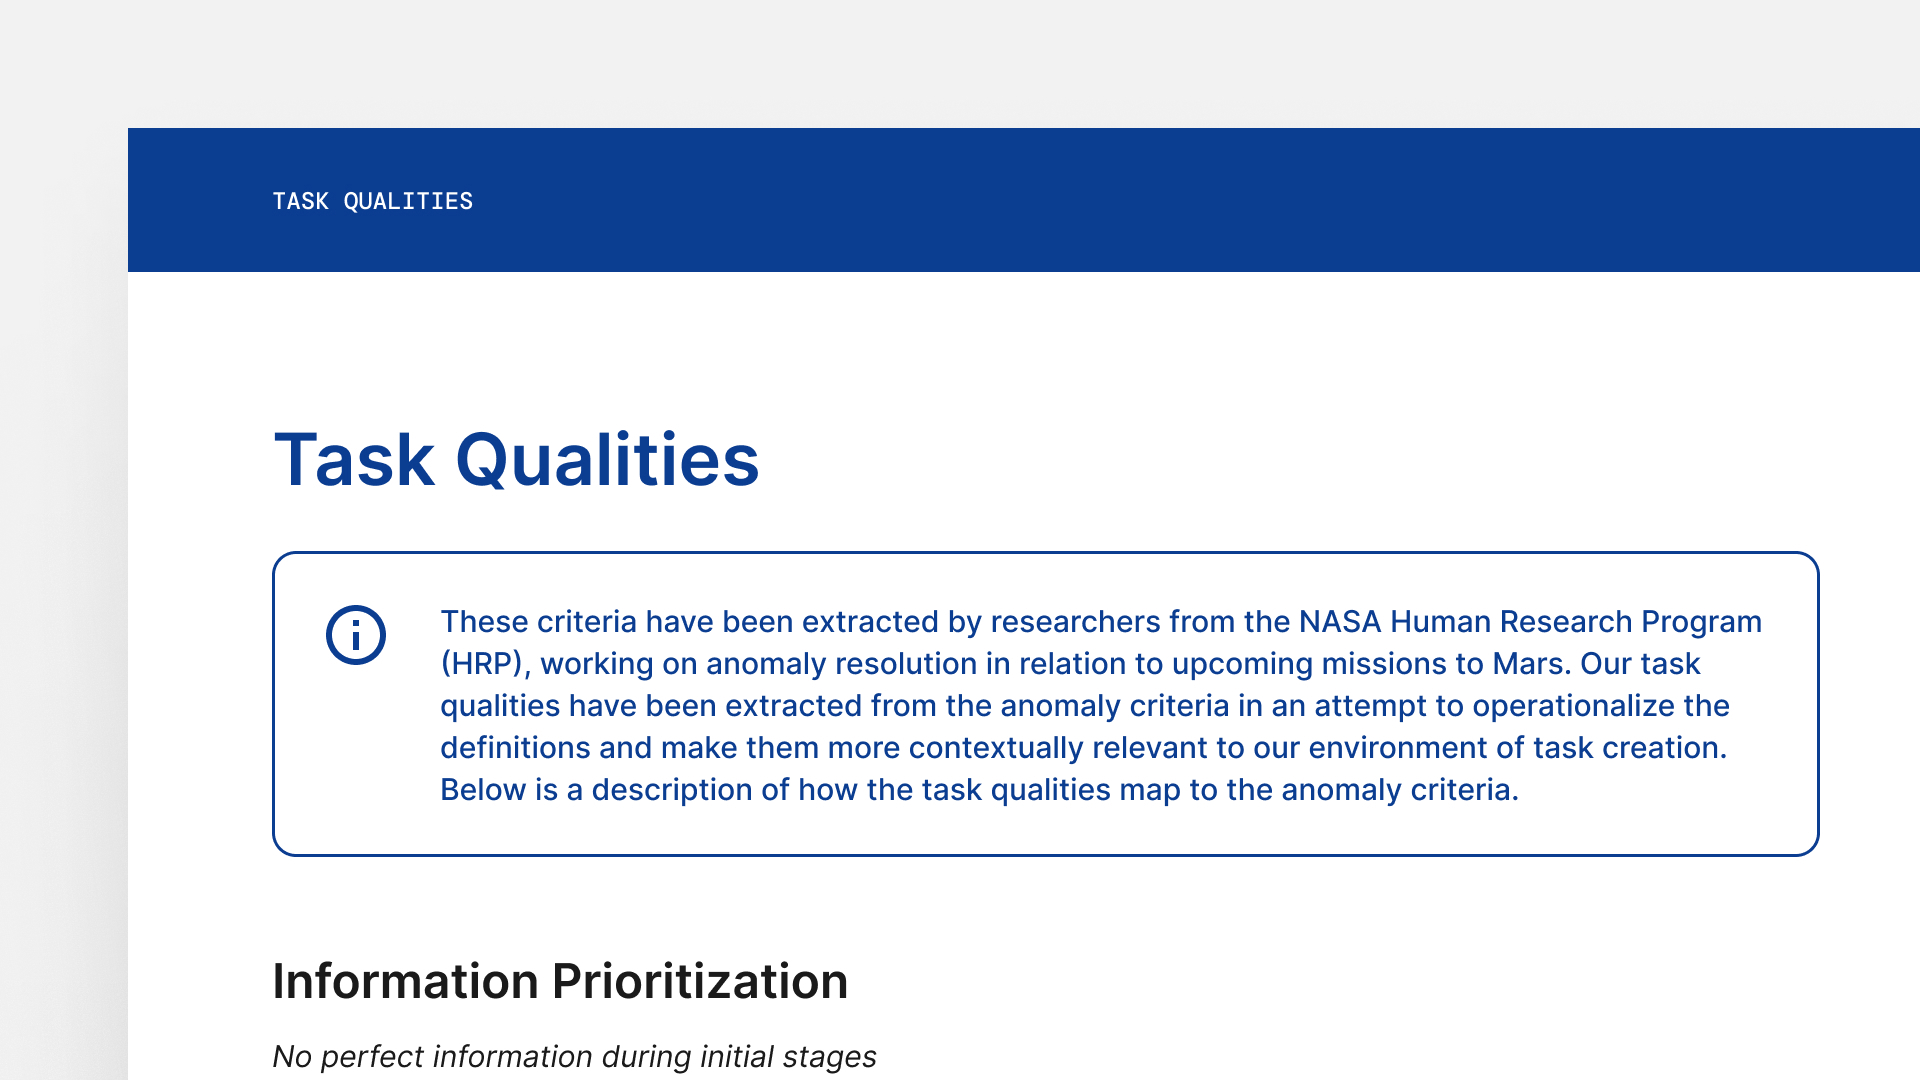 TASK QUALITIES
Task Qualities
These criteria have been extracted by researchers from the NASA Human Research Program
(HRP), working on anomaly resolution in relation to upcoming missions to Mars. Our task
qualities have been extracted from the anomaly criteria in an attempt to operationalize the
definitions and make them more contextually relevant to our environment of task creation.
Below is a description of how the task qualities map to the anomaly criteria.
Information Prioritization
No perfect information during initial stages